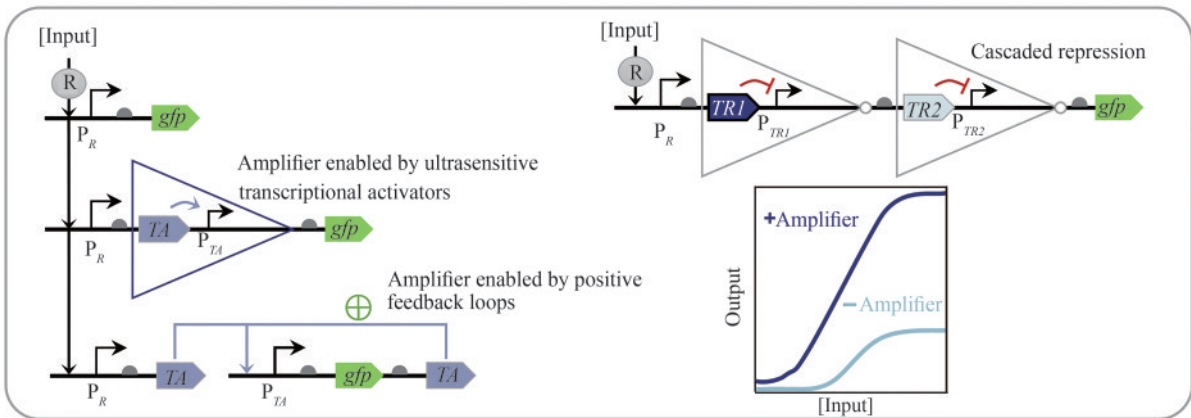 [Input]
R
P_R
gfp
Amplifier enabled by ultrasensitive
transcriptional activators
P_R
TA
P_TA
gfp
Amplifier enabled by positive
feedback loops
P_R
TA
P_TA
gfp
TA
[Input]
R
Cascaded repression
P_R
TR1
P_TR1
TR2
P_TR2
gfp
+Amplifier
−Amplifier
Output
[Input]